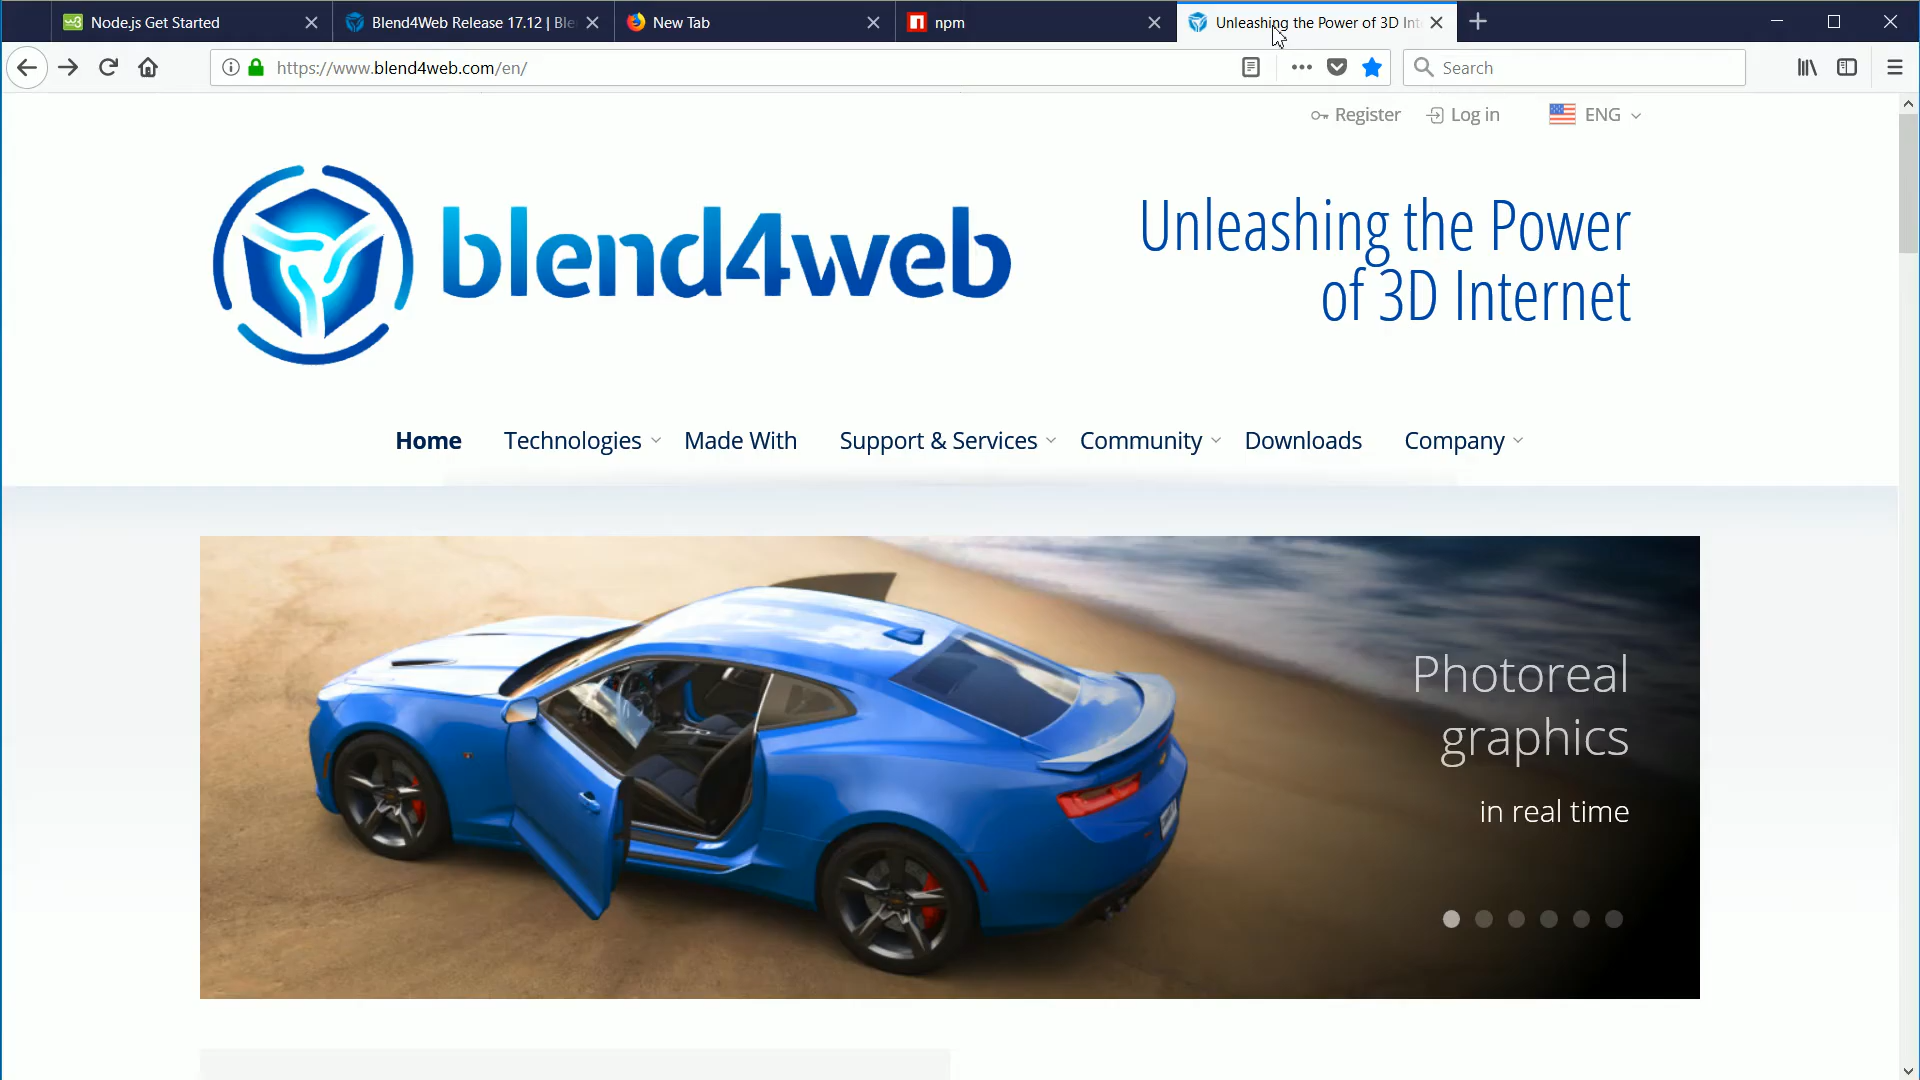 Node.js Get Started
Blend4Web Release 17.12 | Ble
New Tab
npm
Unleashing the Power of 3D Int
https://www.blend4web.com/en/
Search
Register
Log in
ENG
blend4web
Unleashing the Power
of 3D Internet
Home
Technologies
Made With
Support & Services
Community
Downloads
Company
Photoreal
graphics
in real time